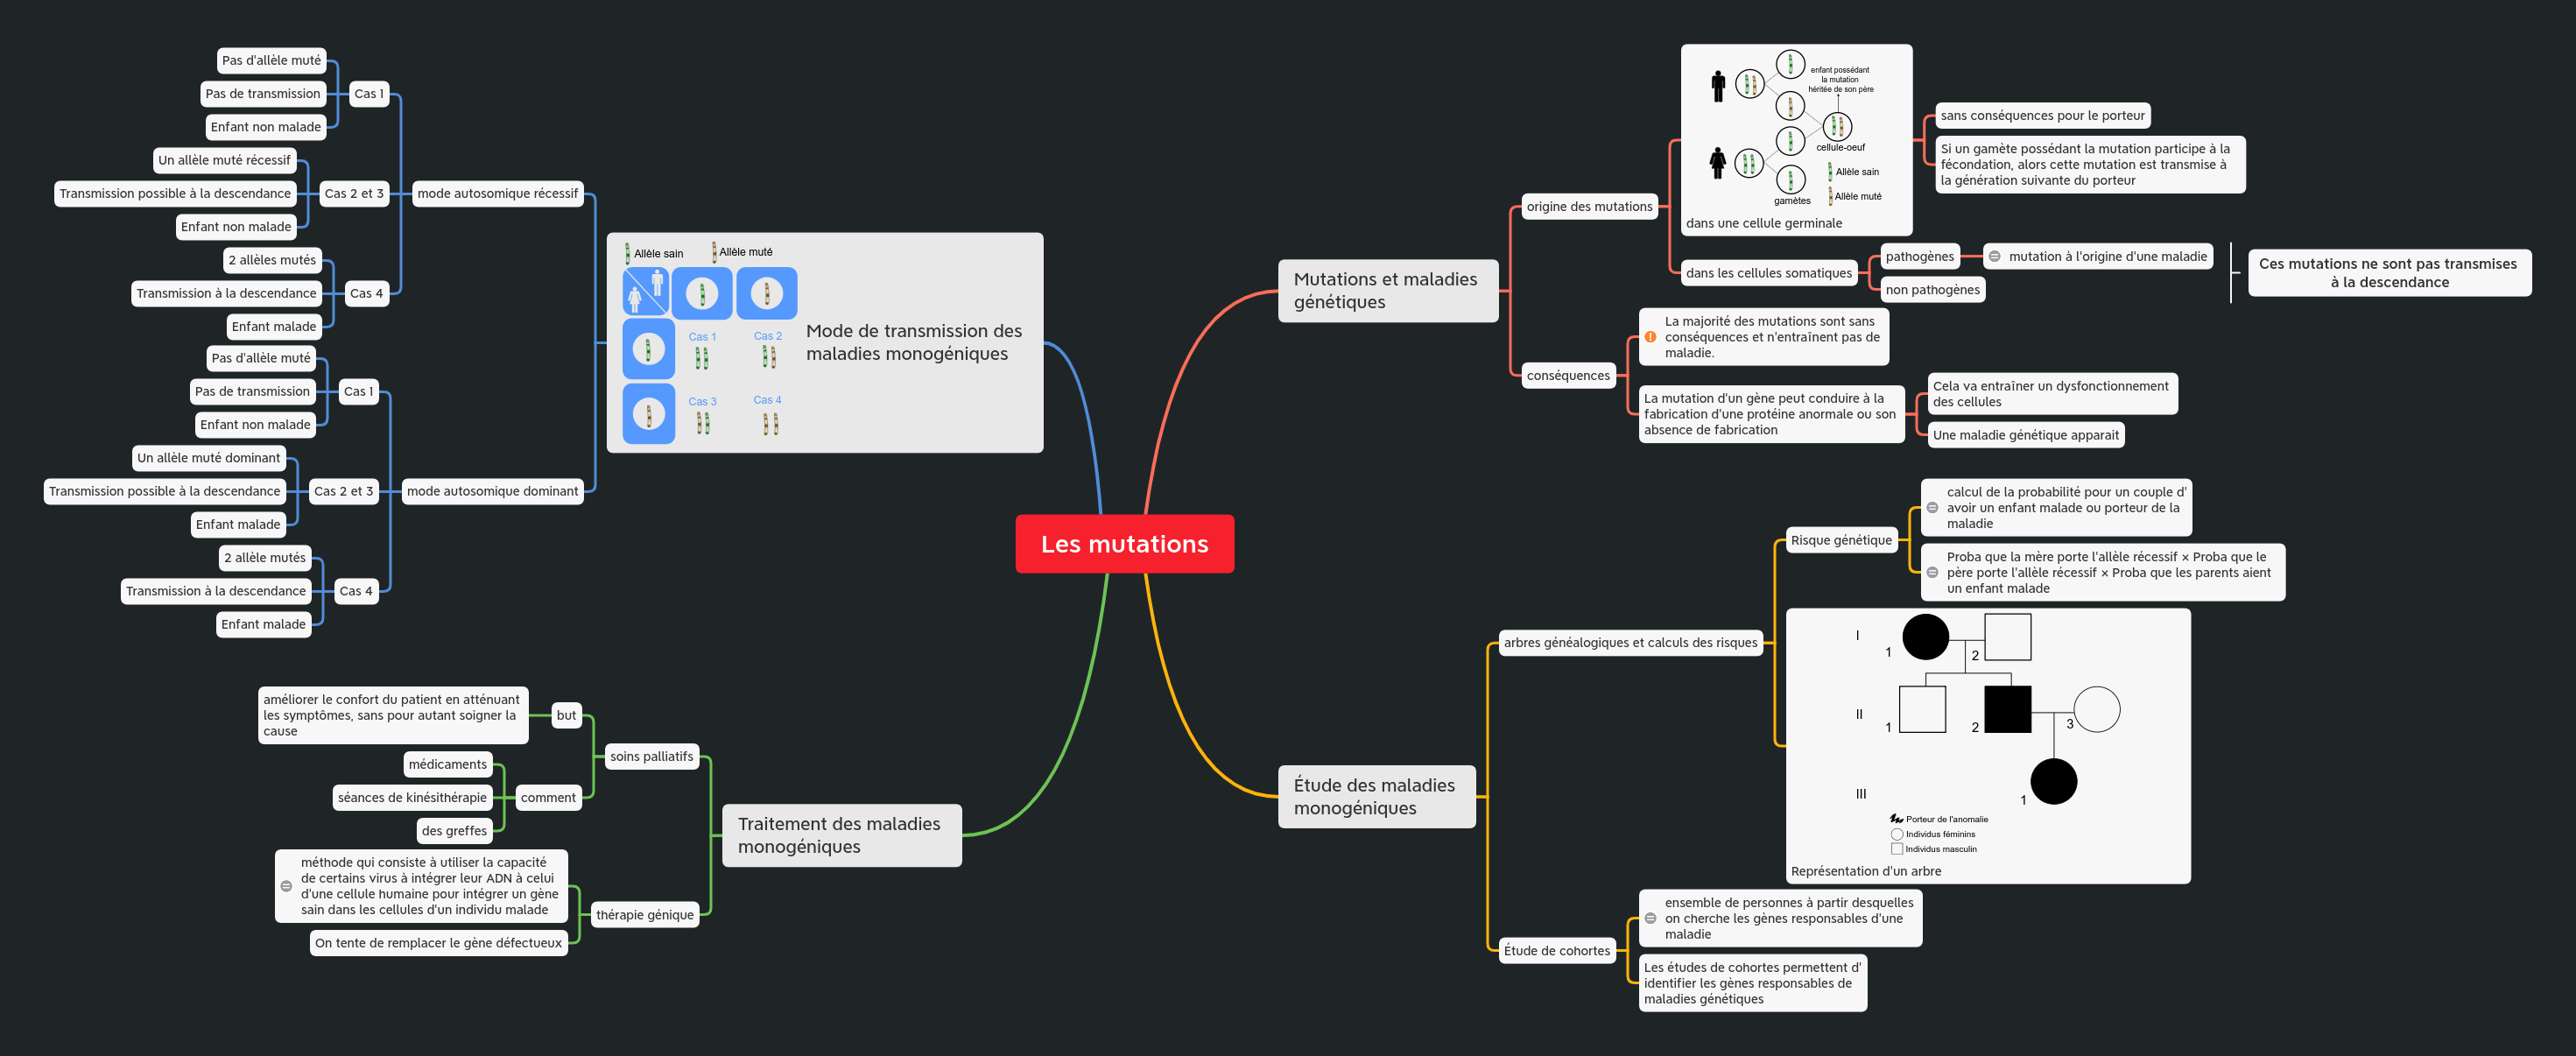 Les mutations
Mutations et maladies
génétiques
origine des mutations
enfant possédant
la mutation
héritée de son père
cellule-oeuf
Allèle sain
Allèle muté
gamètes
dans une cellule germinale
sans conséquences pour le porteur
Si un gamète possédant la mutation participe à la
fécondation, alors cette mutation est transmise à
la génération suivante du porteur
dans les cellules somatiques
pathogènes
mutation à l'origine d'une maladie
non pathogènes
Ces mutations ne sont pas transmises
à la descendance
conséquences
La majorité des mutations sont sans
conséquences et n'entraînent pas de
maladie.
La mutation d'un gène peut conduire à la
fabrication d'une protéine anormale ou son
absence de fabrication
Cela va entraîner un dysfonctionnement
des cellules
Une maladie génétique apparait
Étude des maladies
monogéniques
arbres généalogiques et calculs des risques
Risque génétique
calcul de la probabilité pour un couple d'
avoir un enfant malade ou porteur de la
maladie
Proba que la mère porte l'allèle récessif × Proba que le
père porte l'allèle récessif × Proba que les parents aient
un enfant malade
I
1
2
II
1
2
3
III
1
Porteur de l'anomalie
Individus féminins
Individus masculin
Représentation d'un arbre
Étude de cohortes
ensemble de personnes à partir desquelles
on cherche les gènes responsables d'une
maladie
Les études de cohortes permettent d'
identifier les gènes responsables de
maladies génétiques
Mode de transmission des
maladies monogéniques
Allèle sain
Allèle muté
Cas 1
Cas 2
Cas 3
Cas 4
mode autosomique récessif
Cas 1
Pas d'allèle muté
Pas de transmission
Enfant non malade
Cas 2 et 3
Un allèle muté récessif
Transmission possible à la descendance
Enfant non malade
Cas 4
2 allèles mutés
Transmission à la descendance
Enfant malade
mode autosomique dominant
Cas 1
Pas d'allèle muté
Pas de transmission
Enfant non malade
Cas 2 et 3
Un allèle muté dominant
Transmission possible à la descendance
Enfant malade
Cas 4
2 allèle mutés
Transmission à la descendance
Enfant malade
Traitement des maladies
monogéniques
soins palliatifs
but
améliorer le confort du patient en atténuant
les symptômes, sans pour autant soigner la
cause
comment
médicaments
séances de kinésithérapie
des greffes
thérapie génique
méthode qui consiste à utiliser la capacité
de certains virus à intégrer leur ADN à celui
d'une cellule humaine pour intégrer un gène
sain dans les cellules d'un individu malade
On tente de remplacer le gène défectueux